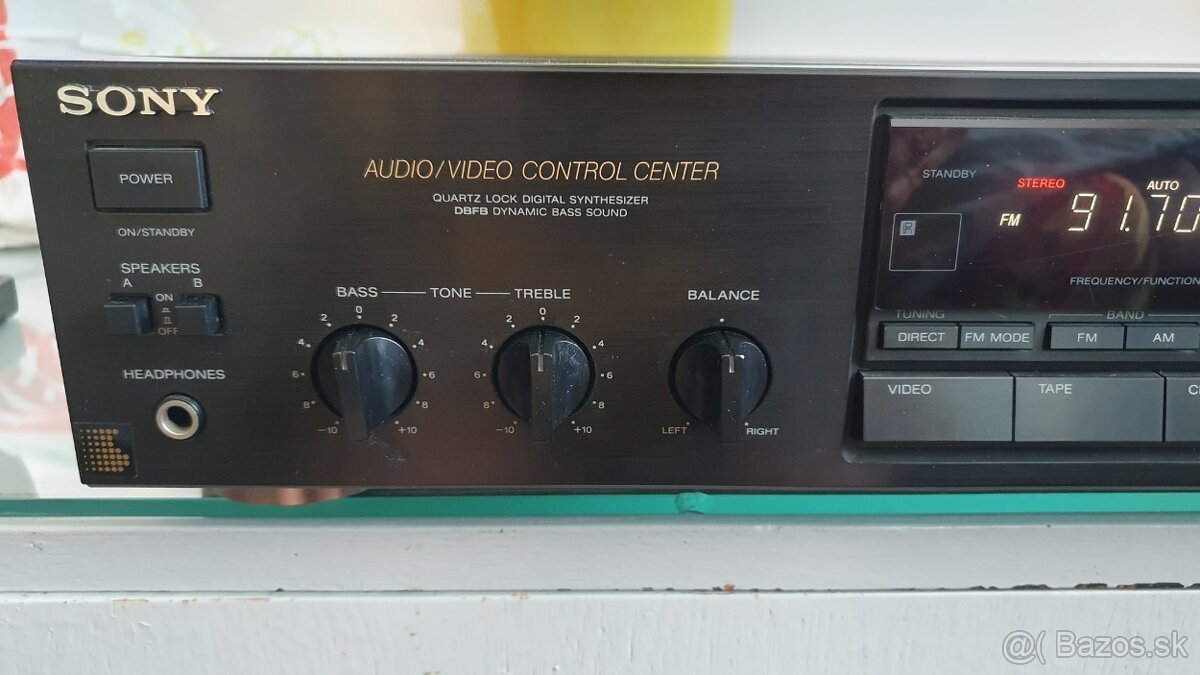 SONY
POWER
ON/STANDBY
SPEAKERS
A B
ON
OFF
HEADPHONES
AUDIO/VIDEO CONTROL CENTER
QUARTZ LOCK DIGITAL SYNTHESIZER
DBFB DYNAMIC BASS SOUND
BASS TONE TREBLE
0
2 2
4 4
6 6
8 8
-10 +10
0
2 2
4 4
6 6
8 8
-10 +10
BALANCE
LEFT RIGHT
STANDBY
STEREO AUTO
FM 91.70
R
FREQUENCY/FUNCTION
TUNING BAND
DIRECT FM MODE FM AM
VIDEO TAPE
@( Bazos.sk